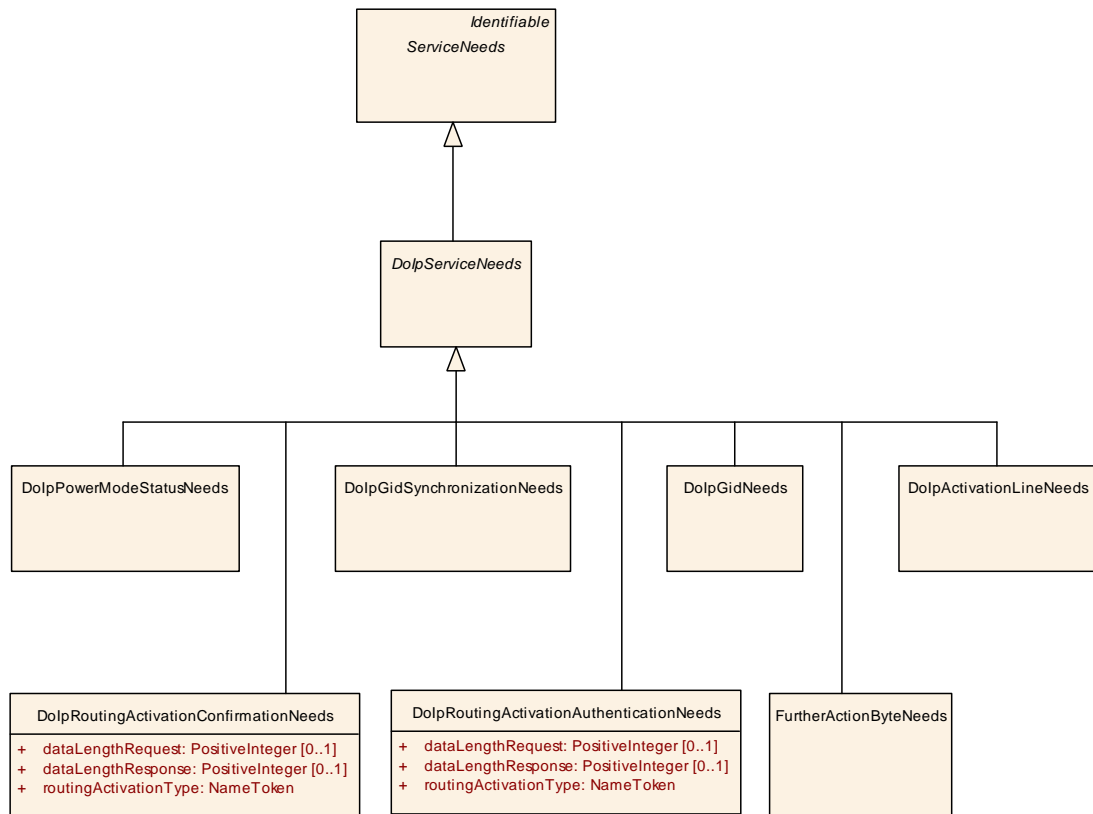 Identifiable
ServiceNeeds
DoIpServiceNeeds
DoIpPowerModeStatusNeeds
DoIpGidSynchronizationNeeds
DoIpGidNeeds
DoIpActivationLineNeeds
DoIpRoutingActivationConfirmationNeeds
+ dataLengthRequest: PositiveInteger [0..1]
+ dataLengthResponse: PositiveInteger [0..1]
+ routingActivationType: NameToken
DoIpRoutingActivationAuthenticationNeeds
+ dataLengthRequest: PositiveInteger [0..1]
+ dataLengthResponse: PositiveInteger [0..1]
+ routingActivationType: NameToken
FurtherActionByteNeeds